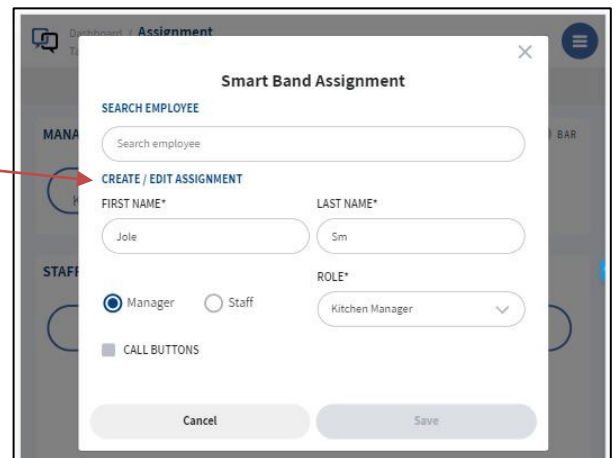 Dashboard / Assignment
Smart Band Assignment
SEARCH EMPLOYEE
MANA
BAR
Search employee
CREATE / EDIT ASSIGNMENT
FIRST NAME* LAST NAME*
Jole Sm
STAFF
ROLE*
Manager Staff Kitchen Manager
CALL BUTTONS
Cancel Save